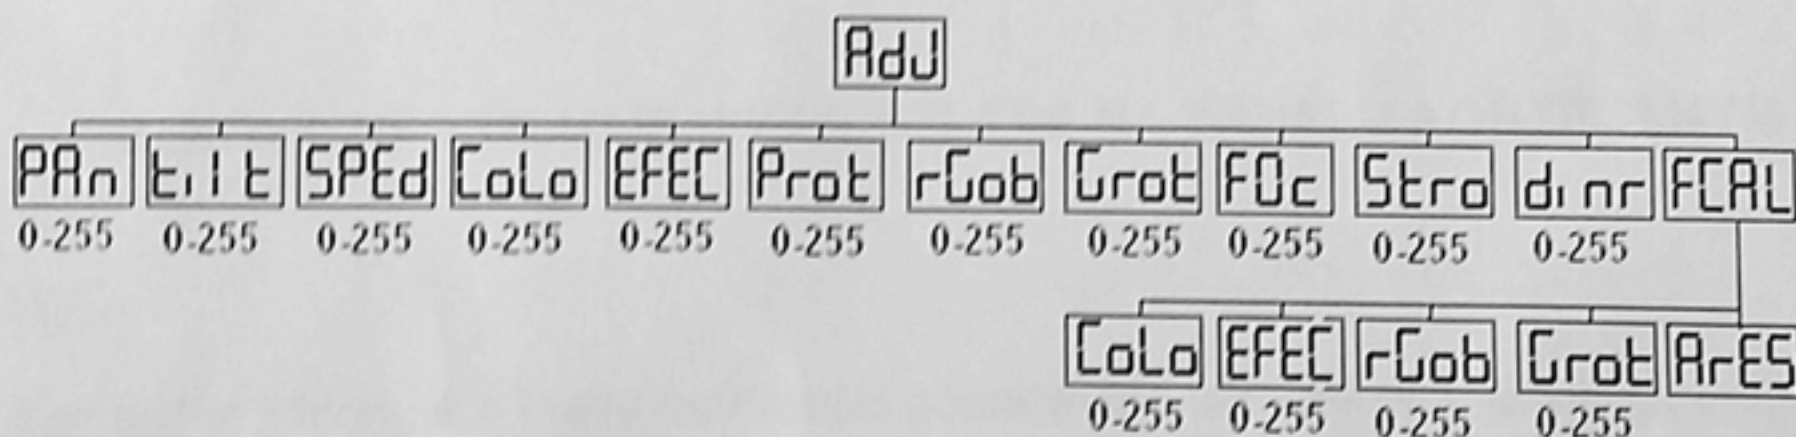 AdJ
PAn tilt SPEd CoLo EFEC Prot rGob Grot FOc Stro dinr FCAL
0-255 0-255 0-255 0-255 0-255 0-255 0-255 0-255 0-255 0-255 0-255
CoLo EFEC rGob Grot ArES
0-255 0-255 0-255 0-255